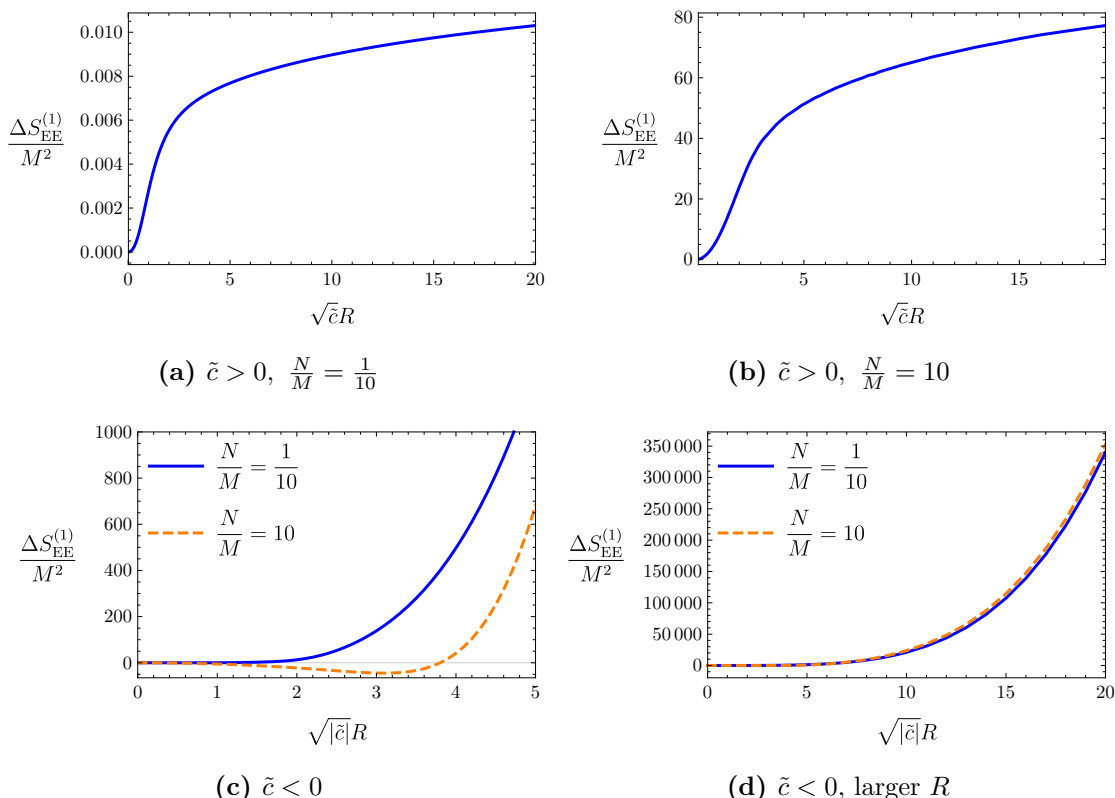 0.010
0.008
0.006
0.004
0.002
0.000
ΔS_EE^(1)
M²
0 5 10 15 20
√c̃R
(a) c̃ > 0, N/M = 1/10
80
60
40
20
0
ΔS_EE^(1)
M²
5 10 15
√c̃R
(b) c̃ > 0, N/M = 10
1000
800
600
400
200
0
ΔS_EE^(1)
M²
N/M = 1/10
N/M = 10
0 1 2 3 4 5
√|c̃|R
(c) c̃ < 0
350 000
300 000
250 000
200 000
150 000
100 000
50 000
0
ΔS_EE^(1)
M²
N/M = 1/10
N/M = 10
0 5 10 15 20
√|c̃|R
(d) c̃ < 0, larger R